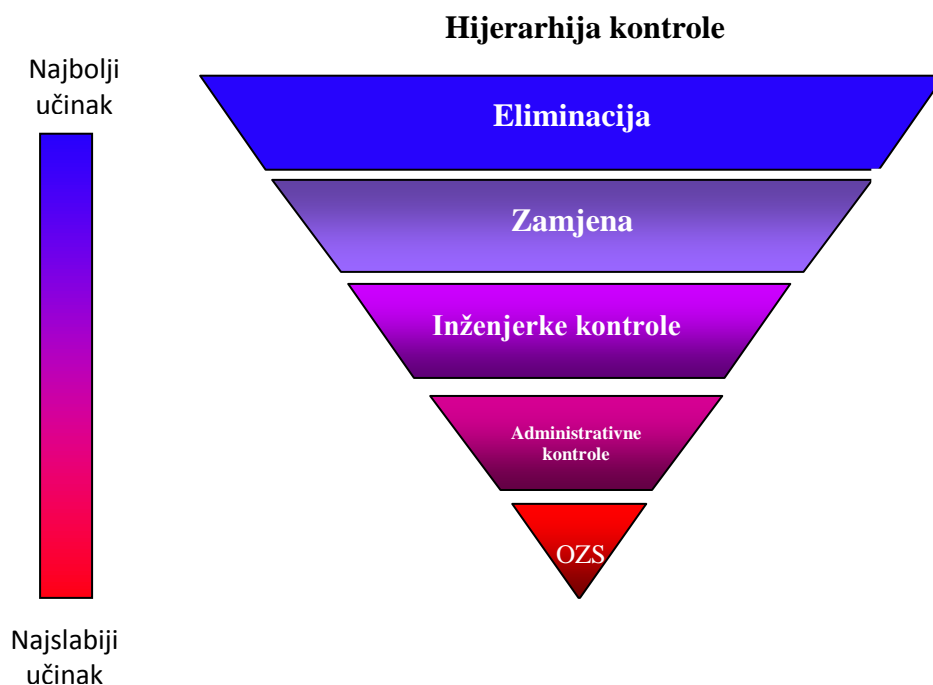 Hijerarhija kontrole
Najbolji
učinak
Eliminacija
Zamjena
Inženjerke kontrole
Administrativne
kontrole
OZS
Najslabiji
učinak